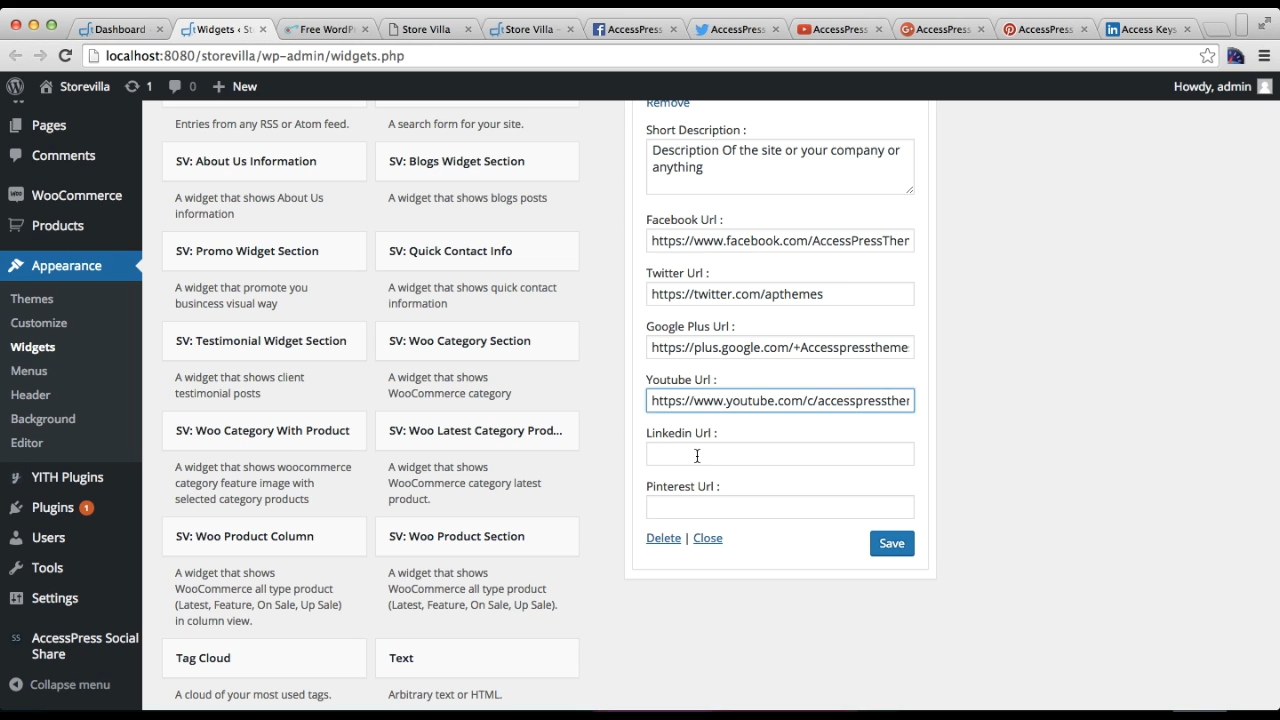 Dashboard
Widgets ‹ St
Free WordPr
Store Villa
Store Villa –
AccessPress
AccessPress
AccessPress
AccessPress
AccessPress
Access Keys
localhost:8080/storevilla/wp-admin/widgets.php
Storevilla
1
0
New
Howdy, admin
Pages
Comments
WooCommerce
Products
Appearance
Themes
Customize
Widgets
Menus
Header
Background
Editor
YITH Plugins
Plugins 1
Users
Tools
Settings
AccessPress Social
Share
Collapse menu
Entries from any RSS or Atom feed.
A search form for your site.
SV: About Us Information
SV: Blogs Widget Section
A widget that shows About Us
information
A widget that shows blogs posts
SV: Promo Widget Section
SV: Quick Contact Info
A widget that promote you
business visual way
A widget that shows quick contact
information
SV: Testimonial Widget Section
SV: Woo Category Section
A widget that shows client
testimonial posts
A widget that shows
WooCommerce category
SV: Woo Category With Product
SV: Woo Latest Category Prod...
A widget that shows woocommerce
category feature image with
selected category products
A widget that shows
WooCommerce category latest
product.
SV: Woo Product Column
SV: Woo Product Section
A widget that shows
WooCommerce all type product
(Latest, Feature, On Sale, Up Sale)
in column view.
A widget that shows
WooCommerce all type product
(Latest, Feature, On Sale, Up Sale).
Tag Cloud
Text
A cloud of your most used tags.
Arbitrary text or HTML.
Remove
Short Description :
Description Of the site or your company or
anything
Facebook Url :
https://www.facebook.com/AccessPressTher
Twitter Url :
https://twitter.com/apthemes
Google Plus Url :
https://plus.google.com/+Accesspresstheme
Youtube Url :
https://www.youtube.com/c/accesspressther
Linkedin Url :
Pinterest Url :
Delete | Close
Save